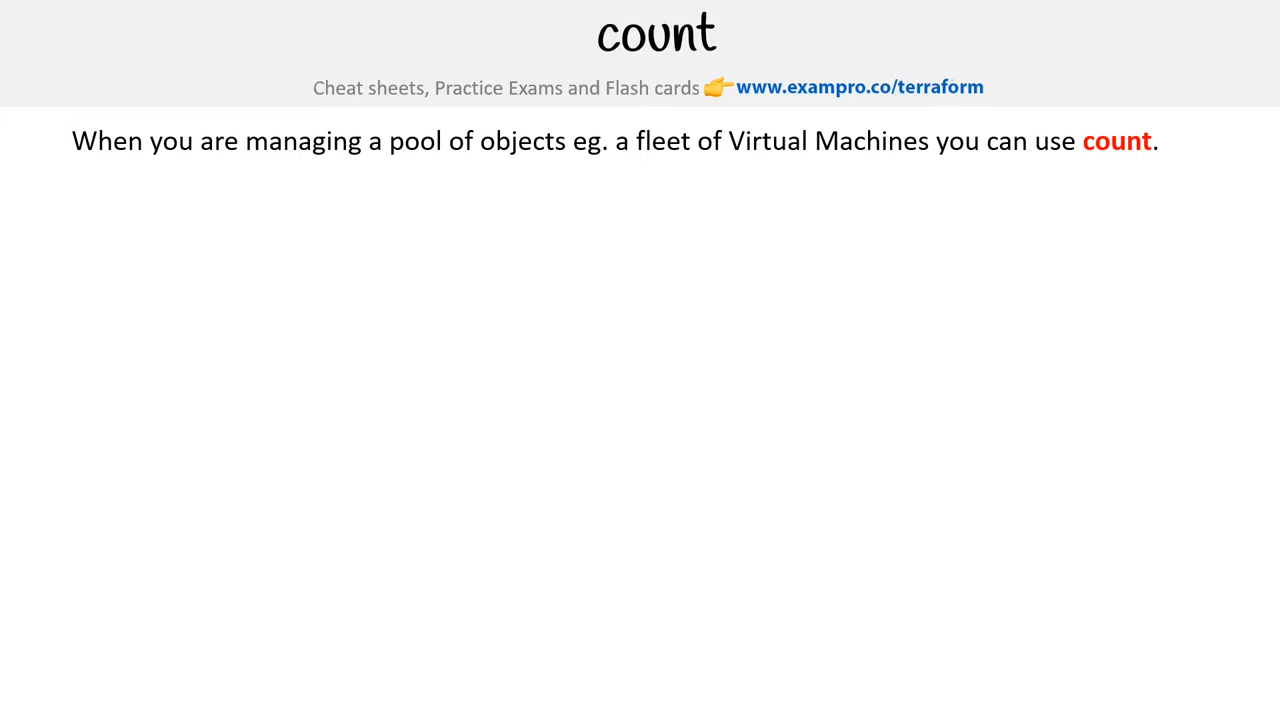 count
Cheat sheets, Practice Exams and Flash cards 👉 www.exampro.co/terraform
When you are managing a pool of objects eg. a fleet of Virtual Machines you can use count.